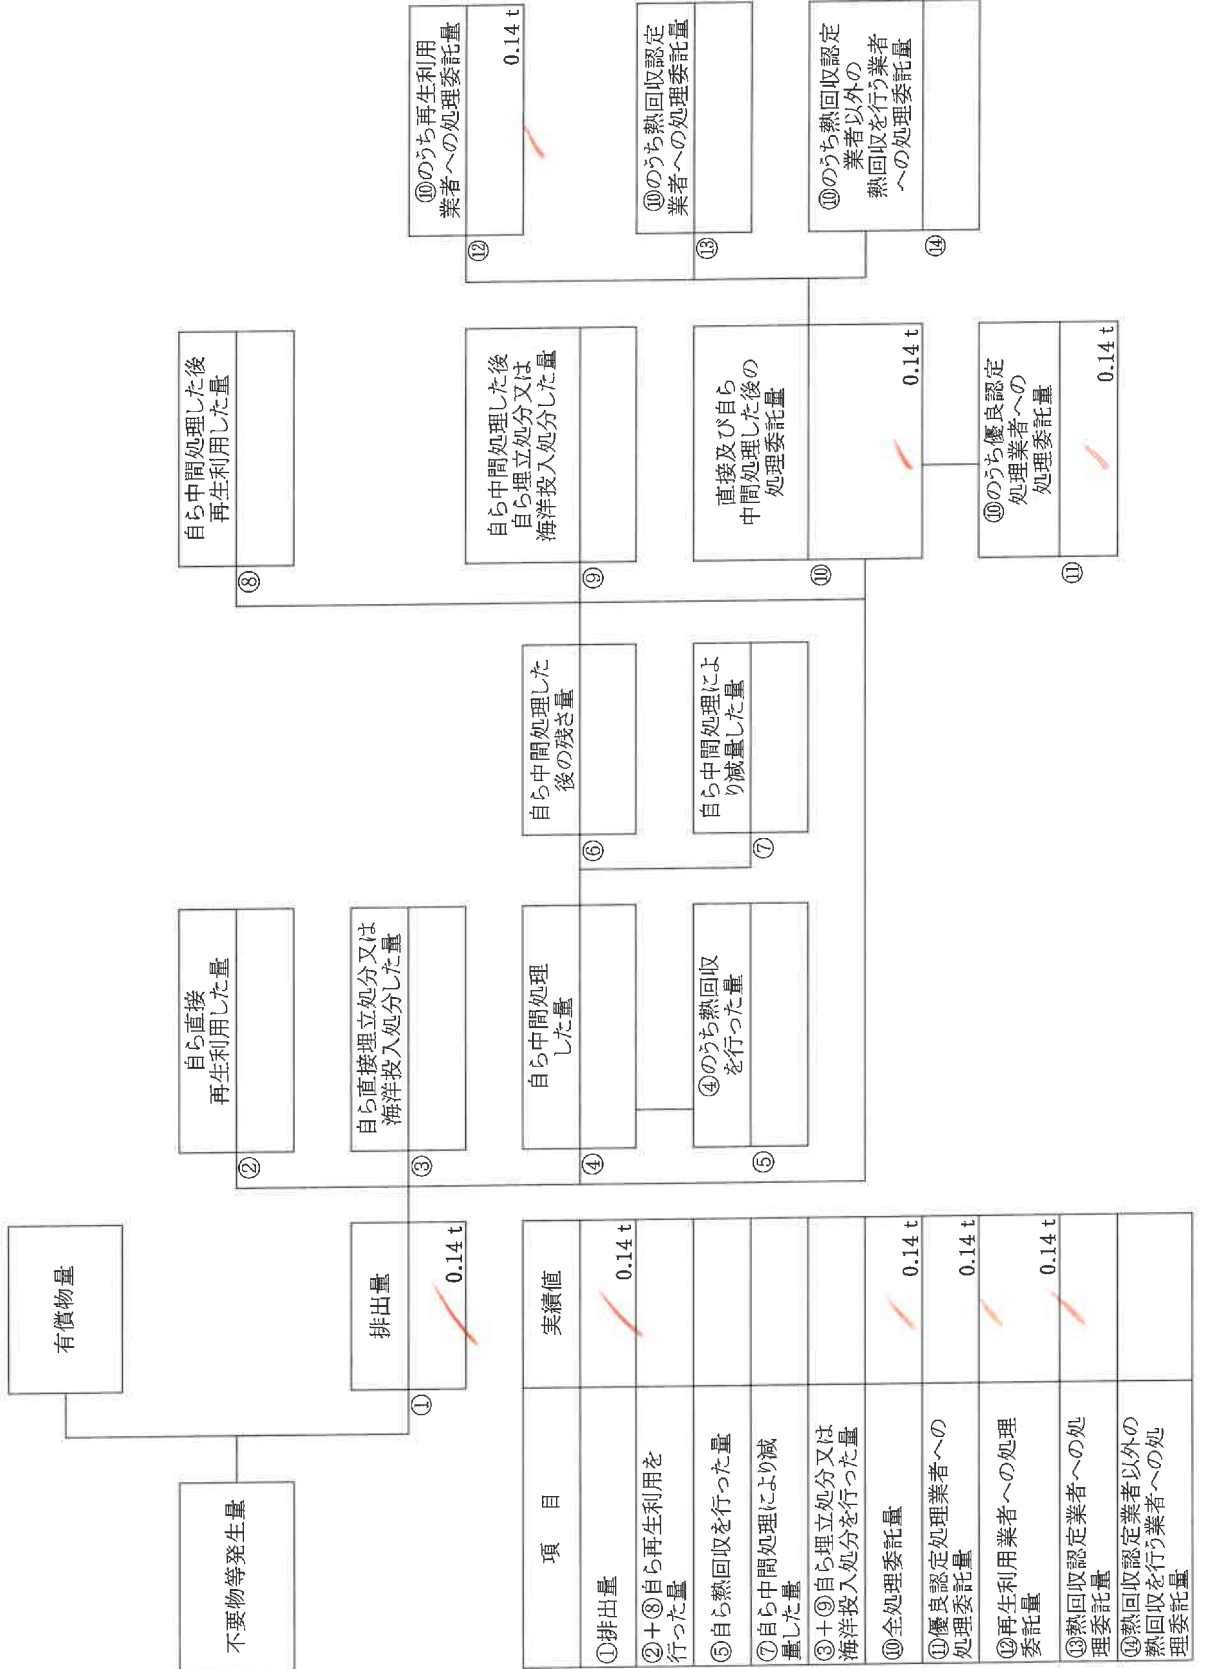 有償物量
不要物等発生量
排出量
①
0.14 t
自ら直接
再生利用した量
②
自ら直接埋立処分又は
海洋投入処分した量
③
自ら中間処理
した量
④
④のうち熱回収
を行った量
⑤
自ら中間処理した
後の残さ量
⑥
自ら中間処理によ
り減量した量
⑦
自ら中間処理した後
再生利用した量
⑧
自ら中間処理した後
自ら埋立処分又は
海洋投入処分した量
⑨
直接及び自ら
中間処理した後の
処理委託量
⑩
0.14 t
⑩のうち優良認定
処理業者への
処理委託量
⑪
0.14 t
⑩のうち再生利用
業者への処理委託量
⑫
0.14 t
⑩のうち熱回収認定
業者への処理委託量
⑬
⑩のうち熱回収認定
業者以外の
熱回収を行う業者
への処理委託量
⑭
項 目 実績値
①排出量 0.14 t
②+⑧自ら再生利用を
行った量
⑤自ら熱回収を行った量
⑦自ら中間処理により減
量した量
③+⑨自ら埋立処分又は
海洋投入処分を行った量
⑩全処理委託量 0.14 t
⑪優良認定処理業者への
処理委託量 0.14 t
⑫再生利用業者への処理
委託量 0.14 t
⑬熱回収認定業者への処
理委託量
⑭熱回収認定業者以外の
熱回収を行う業者への処
理委託量